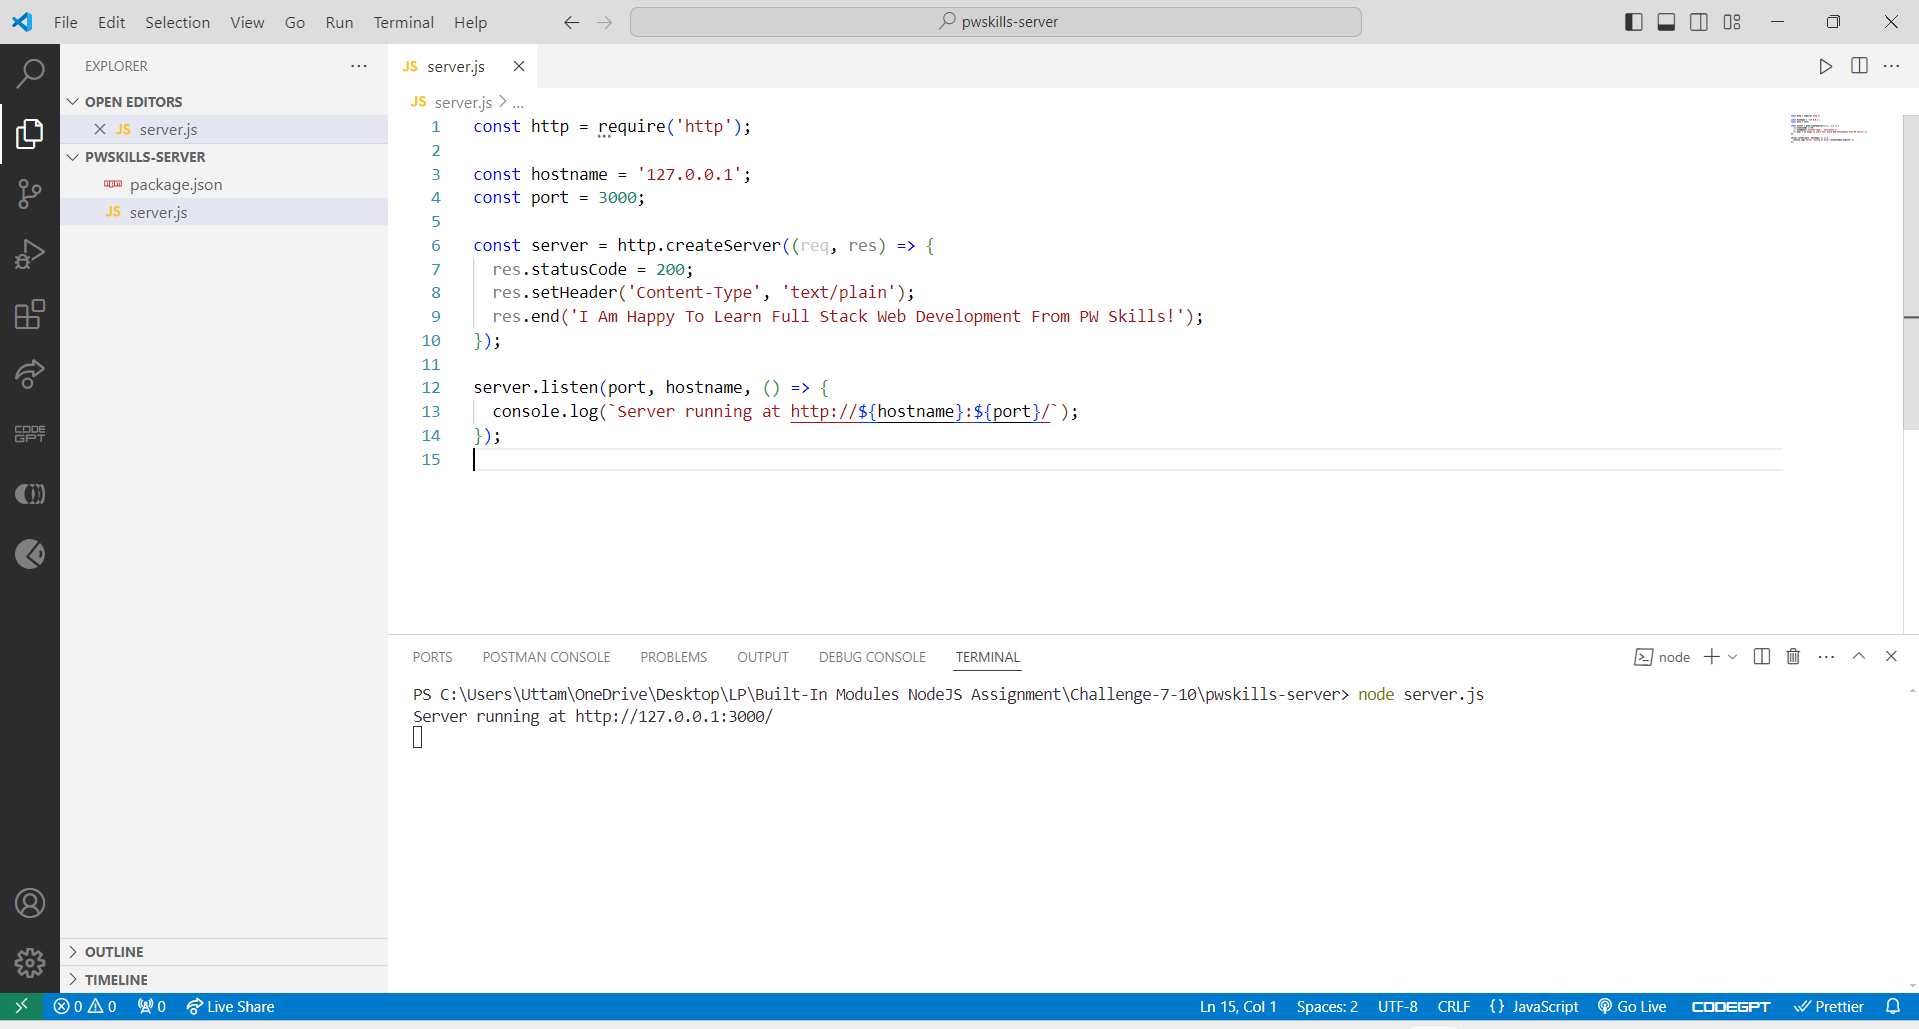 File Edit Selection View Go Run Terminal Help
pwskills-server
EXPLORER
OPEN EDITORS
JS server.js
PWSKILLS-SERVER
package.json
JS server.js
OUTLINE
TIMELINE
JS server.js
JS server.js > ...
1 const http = require('http');
2
3 const hostname = '127.0.0.1';
4 const port = 3000;
5
6 const server = http.createServer((req, res) => {
7 res.statusCode = 200;
8 res.setHeader('Content-Type', 'text/plain');
9 res.end('I Am Happy To Learn Full Stack Web Development From PW Skills!');
10 });
11
12 server.listen(port, hostname, () => {
13 console.log(`Server running at http://${hostname}:${port}/`);
14 });
15
PORTS POSTMAN CONSOLE PROBLEMS OUTPUT DEBUG CONSOLE TERMINAL
node
PS C:\Users\Uttam\OneDrive\Desktop\LP\Built-In Modules NodeJS Assignment\Challenge-7-10\pwskills-server> node server.js
Server running at http://127.0.0.1:3000/
CODE
GPT
0 0 0 Live Share
Ln 15, Col 1 Spaces: 2 UTF-8 CRLF {} JavaScript Go Live CODEGPT Prettier